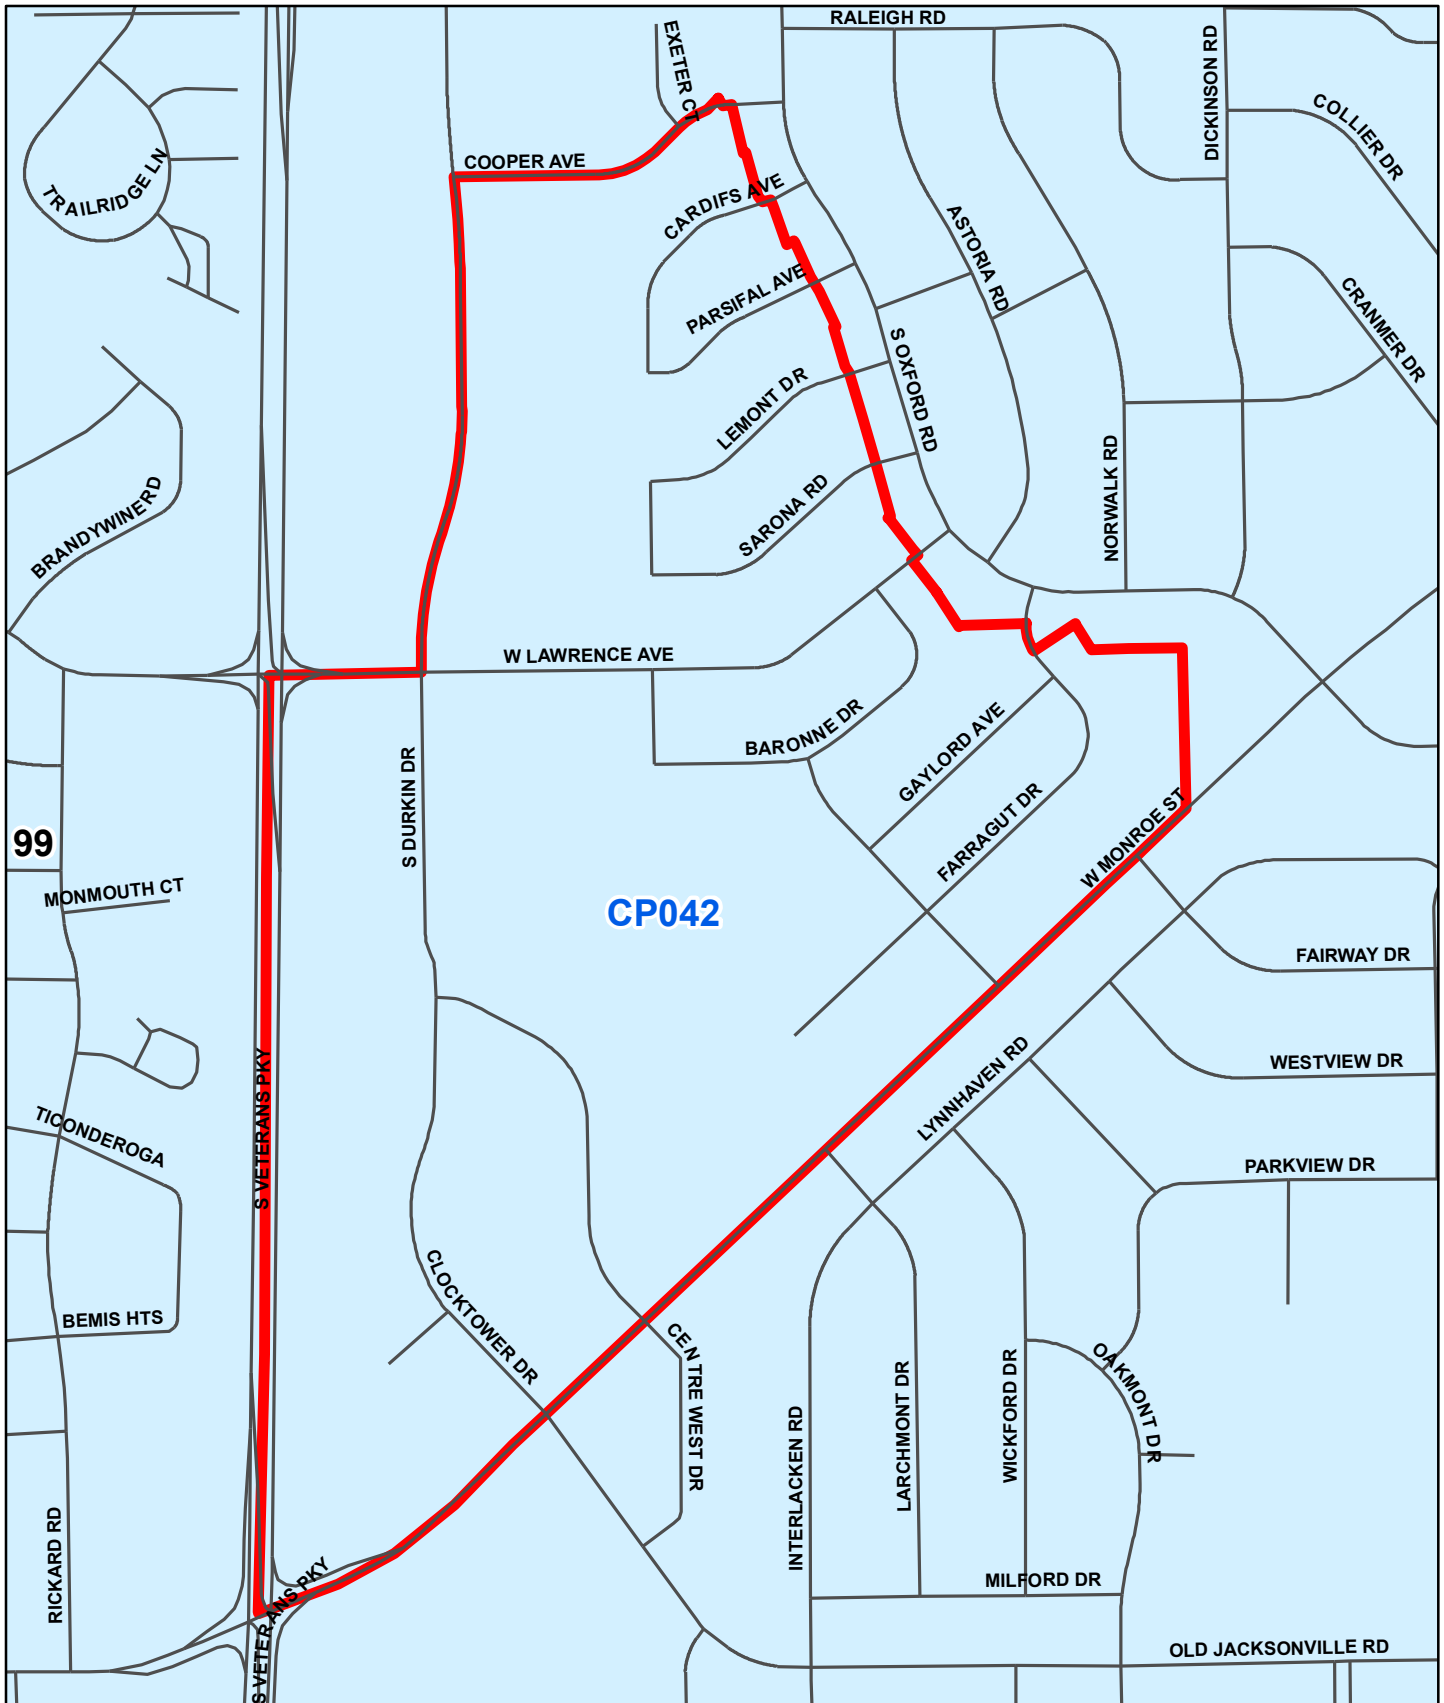 RALEIGH RD
EXETER CT
DICKINSON RD
COLLIER DR
COOPER AVE
TRAILRIDGE LN
CARDIFS AVE
ASTORIA RD
PARSIFAL AVE
CRANMER DR
S OXFORD RD
LEMONT DR
NORWALK RD
SARONA RD
BRANDYWINE RD
W LAWRENCE AVE
BARONNE DR
GAYLORD AVE
S DURKIN DR
FARRAGUT DR
W MONROE ST
99
MONMOUTH CT
CP042
FAIRWAY DR
S VETERANS PKY
LYNNHAVEN RD
WESTVIEW DR
TICONDEROGA
PARKVIEW DR
CLOCKTOWER DR
BEMIS HTS
CENTRE WEST DR
OAKMONT DR
INTERLACKEN RD
LARCHMONT DR
WICKFORD DR
RICKARD RD
S VETERANS PKY
MILFORD DR
OLD JACKSONVILLE RD